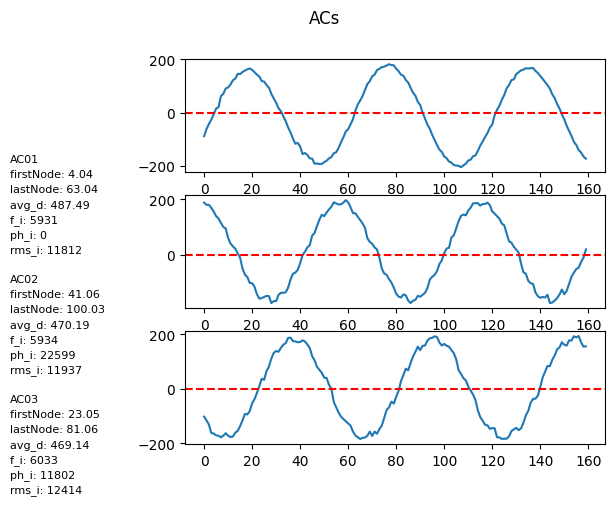 ACs
200
0
−200
0 20 40 60 80 100 120 140 160
200
0
0 20 40 60 80 100 120 140 160
200
0
−200
0 20 40 60 80 100 120 140 160
AC01
firstNode: 4.04
lastNode: 63.04
avg_d: 487.49
f_i: 5931
ph_i: 0
rms_i: 11812
AC02
firstNode: 41.06
lastNode: 100.03
avg_d: 470.19
f_i: 5934
ph_i: 22599
rms_i: 11937
AC03
firstNode: 23.05
lastNode: 81.06
avg_d: 469.14
f_i: 6033
ph_i: 11802
rms_i: 12414